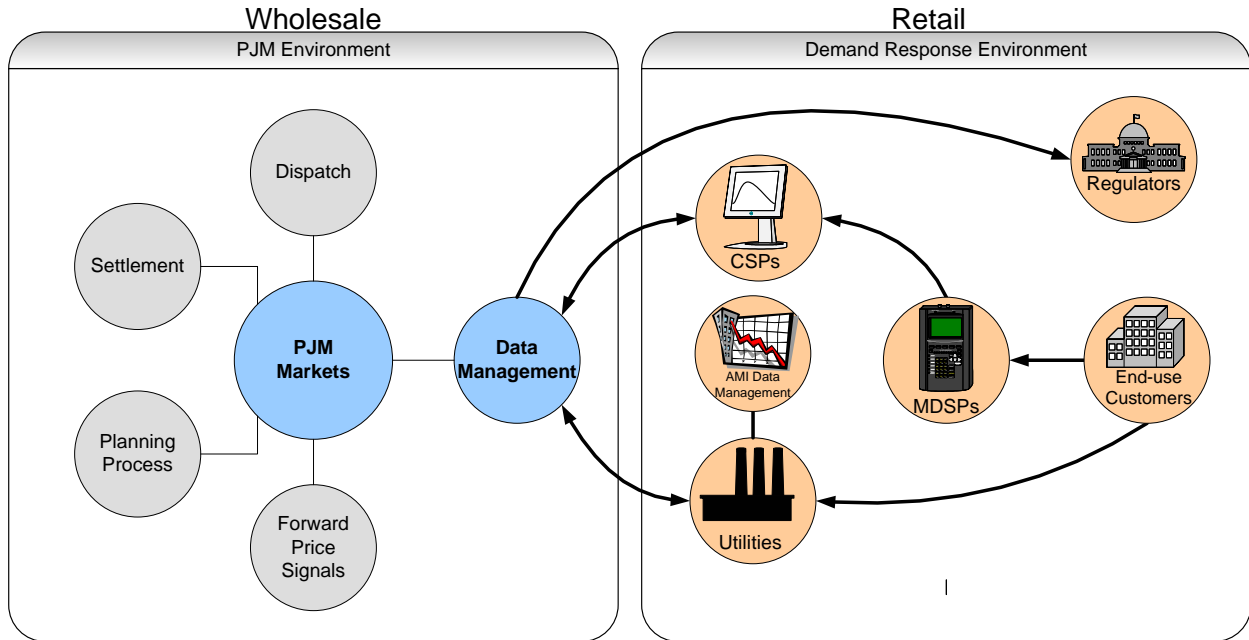 Wholesale
PJM Environment
Dispatch
Settlement
PJM
Markets
Data
Management
Planning
Process
Forward
Price
Signals
Retail
Demand Response Environment
Regulators
CSPs
AMI Data
Management
MDSPs
End-use
Customers
Utilities
|